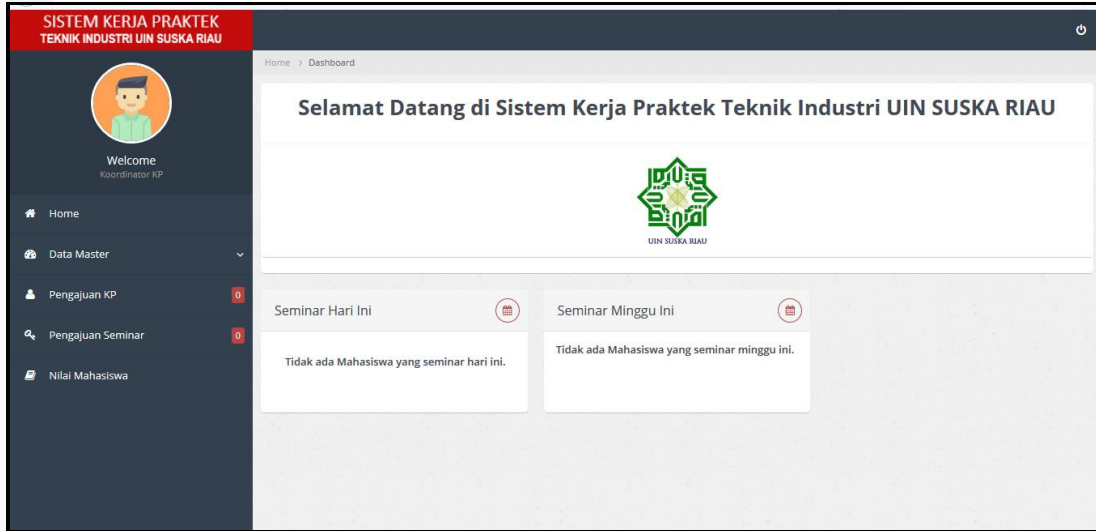 SISTEM KERJA PRAKTEK
TEKNIK INDUSTRI UIN SUSKA RIAU
Welcome
Koordinator KP
Home
Data Master
Pengajuan KP 0
Pengajuan Seminar 0
Nilai Mahasiswa
Home > Dashboard
Selamat Datang di Sistem Kerja Praktek Teknik Industri UIN SUSKA RIAU
UIN SUSKA RIAU
Seminar Hari Ini
Tidak ada Mahasiswa yang seminar hari ini.
Seminar Minggu Ini
Tidak ada Mahasiswa yang seminar minggu ini.